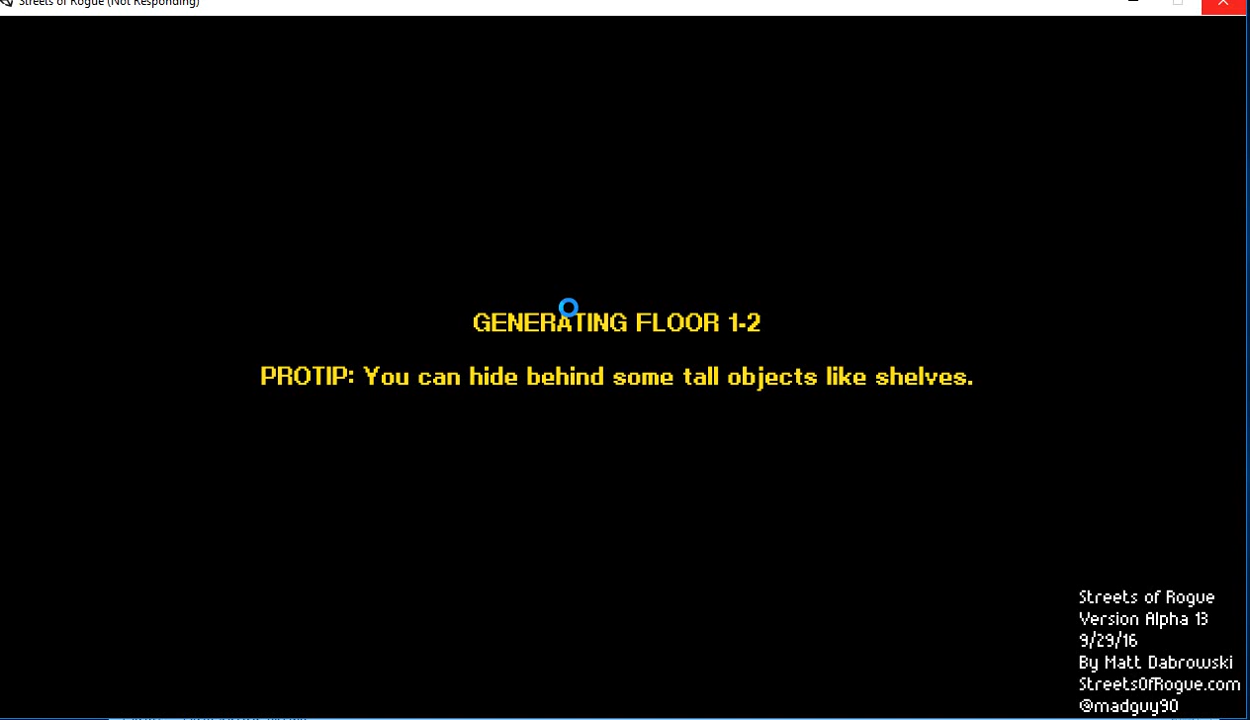 Streets of Rogue (Not Responding)
GENERATING FLOOR 1-2
PROTIP: You can hide behind some tall objects like shelves.
Streets of Rogue
Version Alpha 13
9/29/16
By Matt Dabrowski
StreetsOfRogue.com
@madguy90